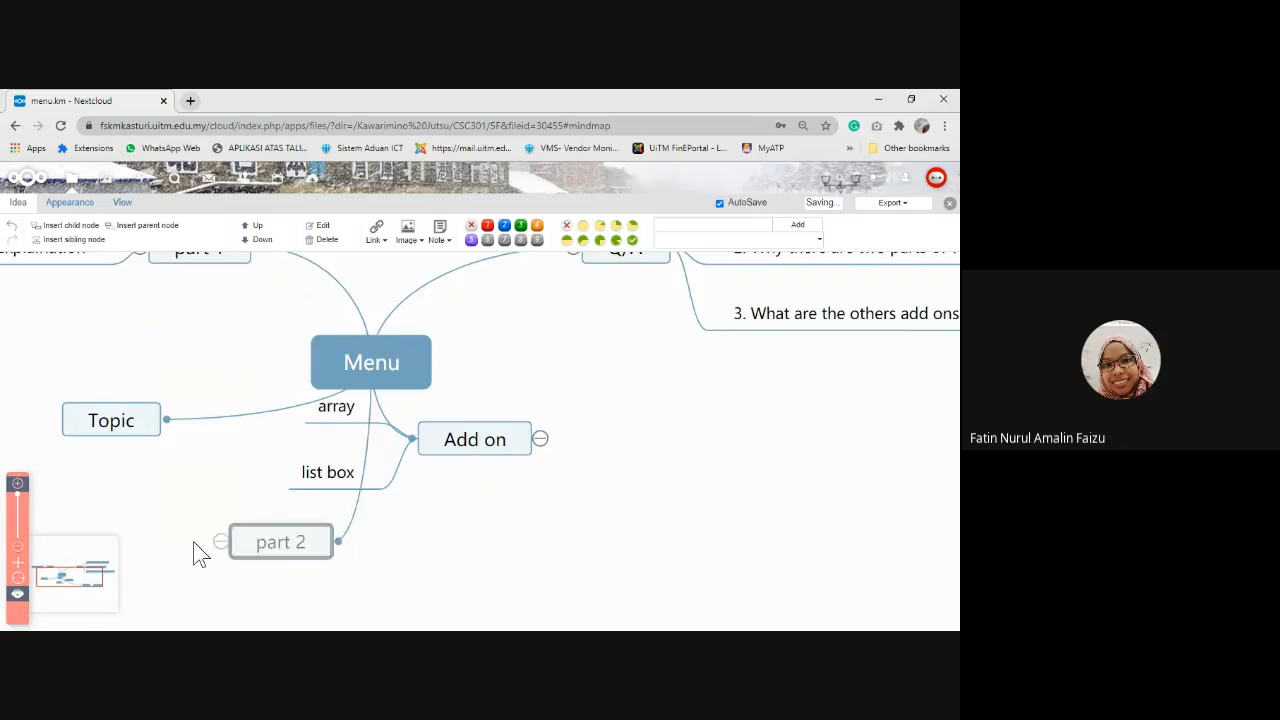 menu.km - Nextcloud
fskmkasturi.uitm.edu.my/cloud/index.php/apps/files/?dir=/Kawarimino%20Jutsu/CSC301/5F&fileid=30455#mindmap
Apps Extensions WhatsApp Web APLIKASI ATAS TALI... Sistem Aduan ICT https://mail.uitm.ed... VMS- Vendor Moni... UiTM FinEPortal - L... MyATP » Other bookmarks
Idea Appearance View AutoSave Saving... Export
Insert child node Insert parent node Up Edit
Insert sibling node Down Delete Link Image Note Add
part
Q/A
3. What are the others add ons
Menu
array
Topic
Add on
list box
part 2
Fatin Nurul Amalin Faizu